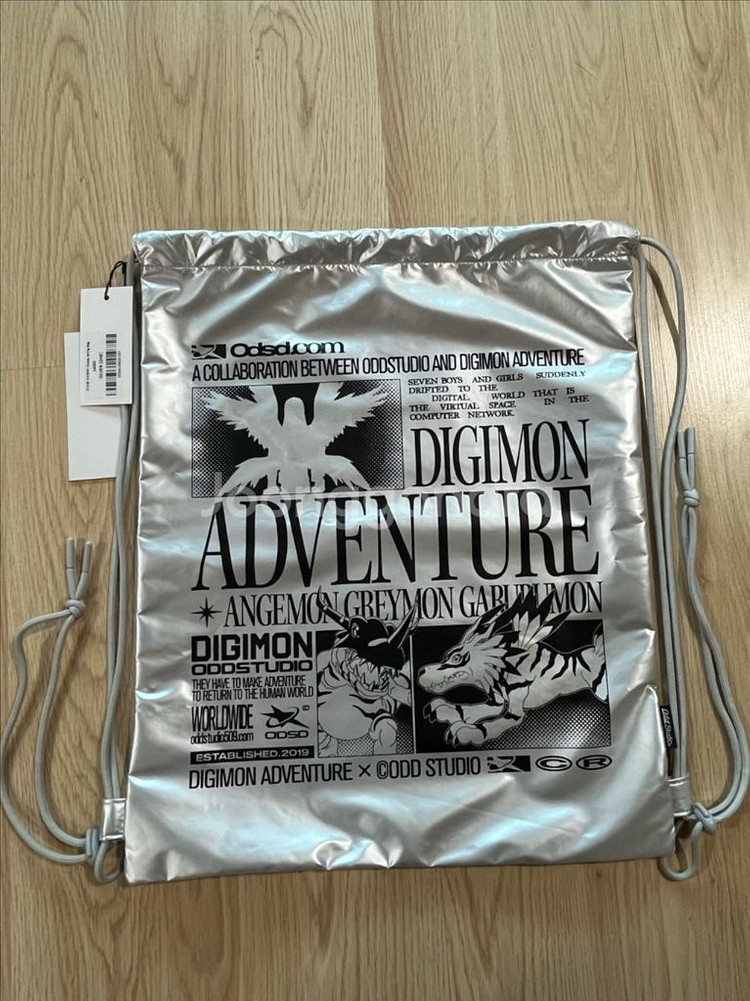 Odsd.com
A COLLABORATION BETWEEN ODDSTUDIO AND DIGIMON ADVENTURE
SEVEN BOYS AND GIRLS SUDDENLY
DRIFTED TO THE
DIGITAL WORLD THAT IS
THE VIRTUAL SPACE IN THE
COMPUTER NETWORK.
DIGIMON
ADVENTURE
ANGEMON GREYMON GARURUMON
DIGIMON
ODDSTUDIO
THEY HAVE TO MAKE ADVENTURE
TO RETURN TO THE HUMAN WORLD
WORLDWIDE
oddstudio509.com
©
ODSD
ESTABLISHED.2019
DIGIMON ADVENTURE × ©ODD STUDIO © ®
Odd Studio